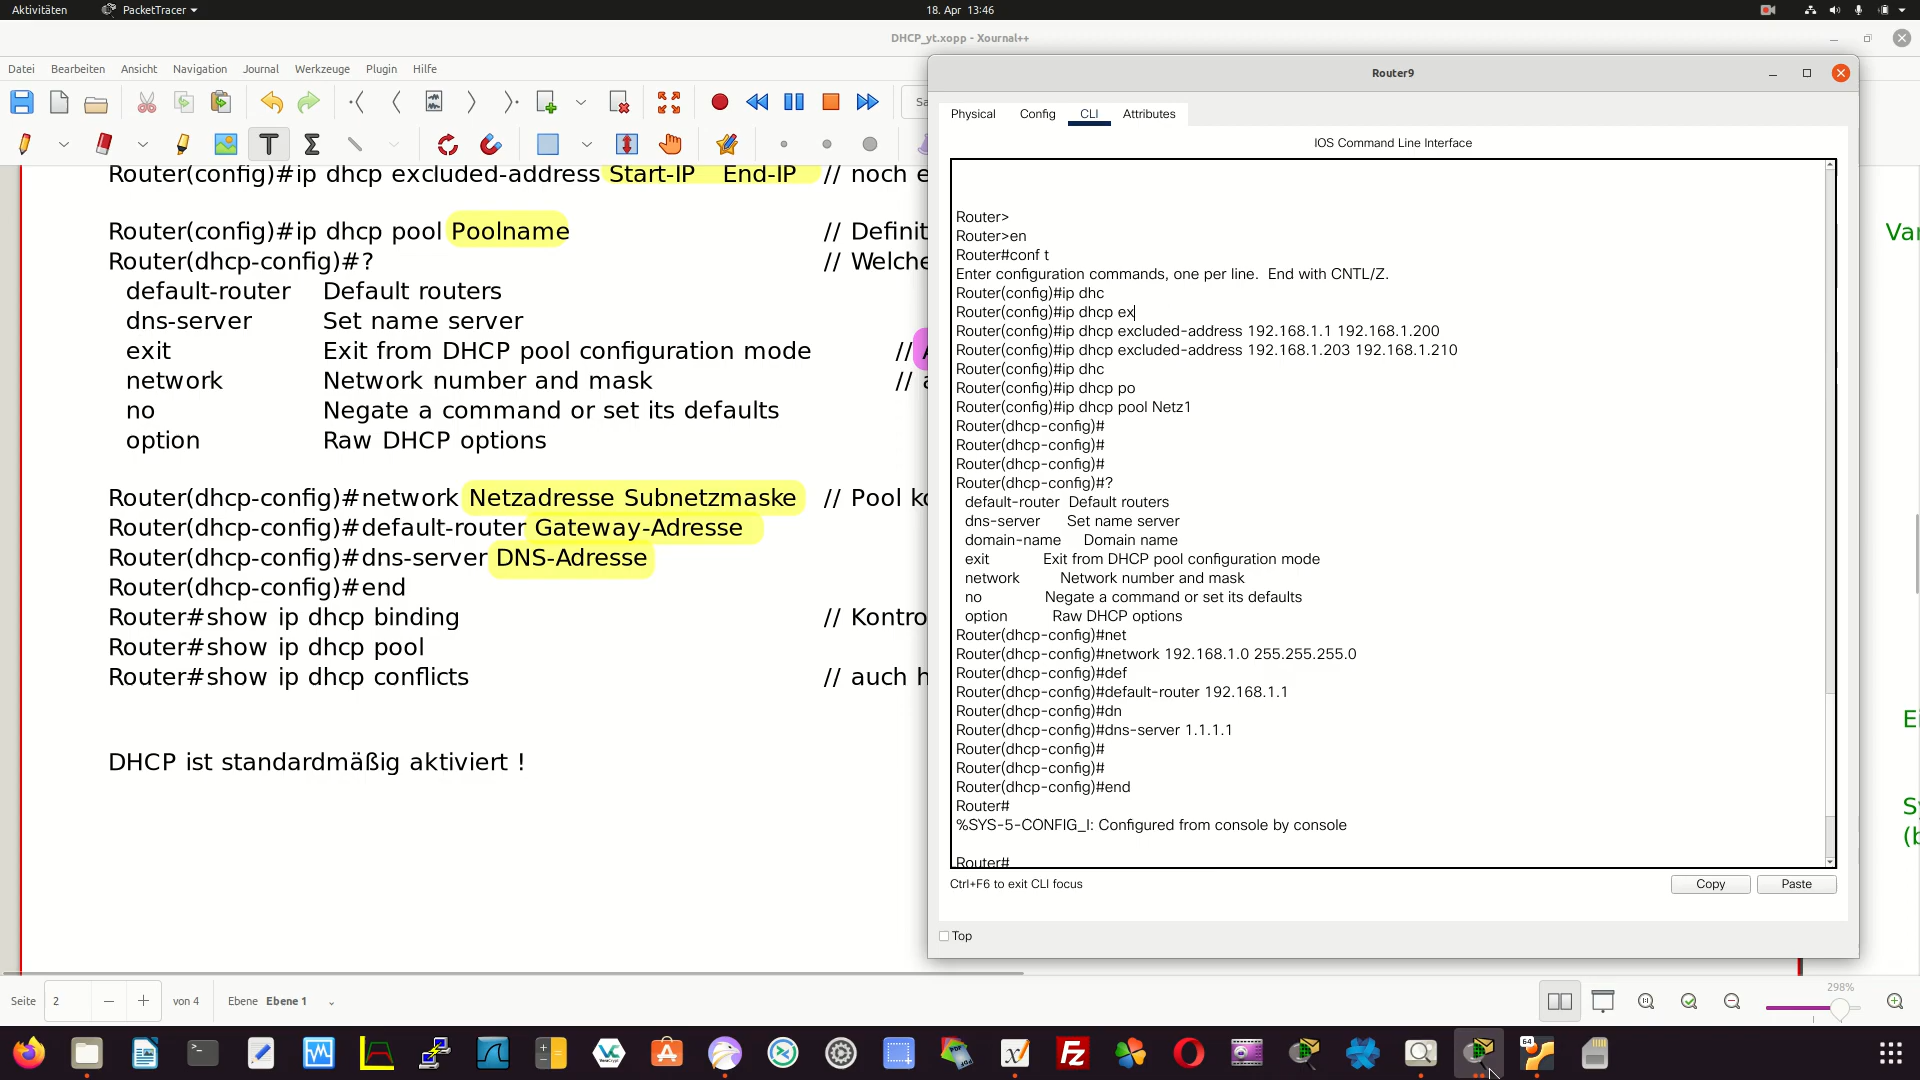 Aktivitäten
PacketTracer
18. Apr 13:46
DHCP_yt.xopp - Xournal++
Datei Bearbeiten Ansicht Navigation Journal Werkzeuge Plugin Hilfe
Sa
Router(config)#ip dhcp excluded-address Start-IP End-IP // noch e
Router(config)#ip dhcp pool Poolname // Definit
Router(dhcp-config)#? // Welche
default-router Default routers
dns-server Set name server
exit Exit from DHCP pool configuration mode //
network Network number and mask // a
no Negate a command or set its defaults
option Raw DHCP options
Router(dhcp-config)#network Netzadresse Subnetzmaske // Pool ko
Router(dhcp-config)#default-router Gateway-Adresse
Router(dhcp-config)#dns-server DNS-Adresse
Router(dhcp-config)#end
Router#show ip dhcp binding // Kontro
Router#show ip dhcp pool
Router#show ip dhcp conflicts // auch h
DHCP ist standardmäßig aktiviert !
Router9
Physical Config CLI Attributes
IOS Command Line Interface
Router>
Router>en
Router#conf t
Enter configuration commands, one per line. End with CNTL/Z.
Router(config)#ip dhc
Router(config)#ip dhcp ex
Router(config)#ip dhcp excluded-address 192.168.1.1 192.168.1.200
Router(config)#ip dhcp excluded-address 192.168.1.203 192.168.1.210
Router(config)#ip dhc
Router(config)#ip dhcp po
Router(config)#ip dhcp pool Netz1
Router(dhcp-config)#
Router(dhcp-config)#
Router(dhcp-config)#
Router(dhcp-config)#?
default-router Default routers
dns-server Set name server
domain-name Domain name
exit Exit from DHCP pool configuration mode
network Network number and mask
no Negate a command or set its defaults
option Raw DHCP options
Router(dhcp-config)#net
Router(dhcp-config)#network 192.168.1.0 255.255.255.0
Router(dhcp-config)#def
Router(dhcp-config)#default-router 192.168.1.1
Router(dhcp-config)#dn
Router(dhcp-config)#dns-server 1.1.1.1
Router(dhcp-config)#
Router(dhcp-config)#
Router(dhcp-config)#end
Router#
%SYS-5-CONFIG_I: Configured from console by console
Router#
Ctrl+F6 to exit CLI focus
Copy Paste
Top
Var
Ei
Sy
(b
Seite 2 von 4 Ebene Ebene 1
298%